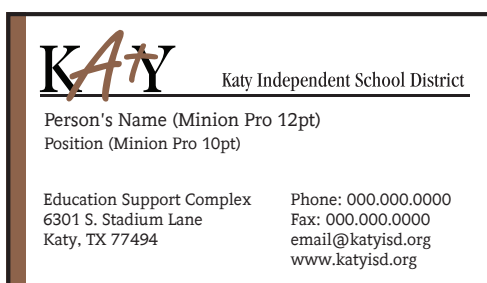 KAtY
Katy Independent School District
Person's Name (Minion Pro 12pt)
Position (Minion Pro 10pt)
Education Support Complex
6301 S. Stadium Lane
Katy, TX 77494
Phone: 000.000.0000
Fax: 000.000.0000
email@katyisd.org
www.katyisd.org